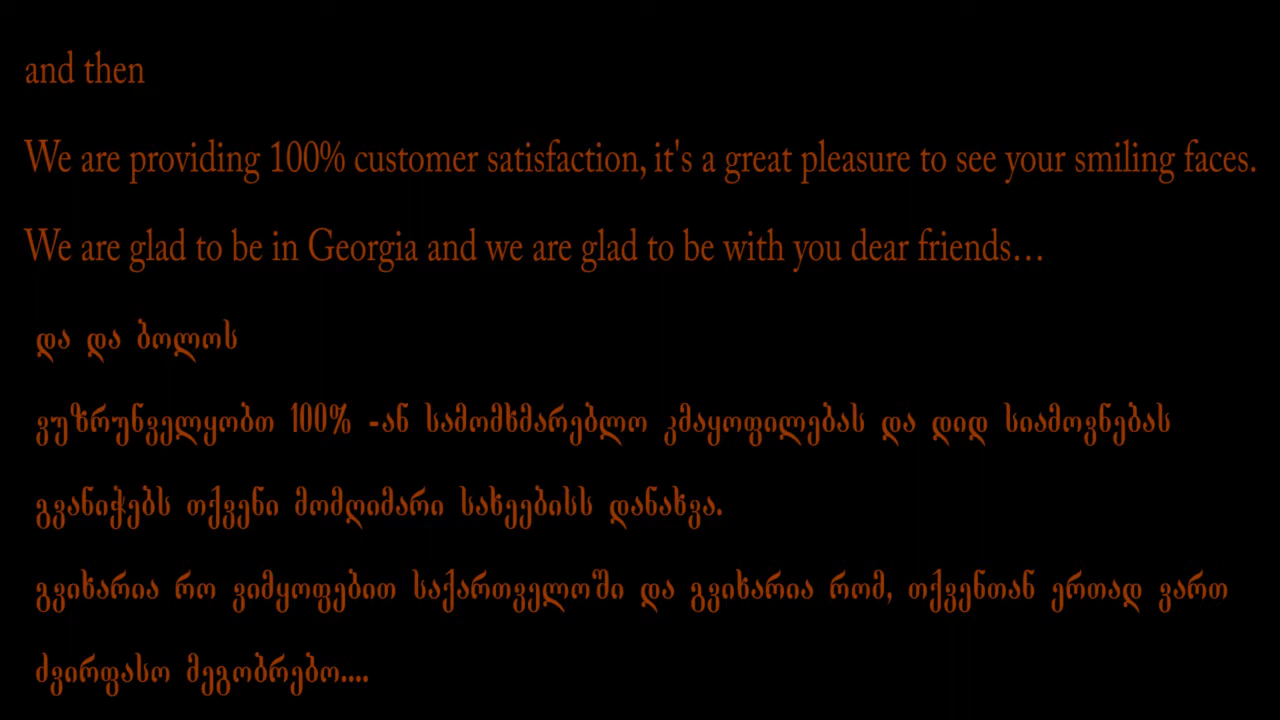 and then
We are providing 100% customer satisfaction, it's a great pleasure to see your smiling faces.
We are glad to be in Georgia and we are glad to be with you dear friends…
და და ბოლოს
ვუზრუნველყობთ 100% -ან სამომხმარებლო კმაყოფილებას და დიდ სიამოვნებას
გვანიჭებს თქვენი მომღიმარი სახეებისს დანახვა.
გვიხარია რო ვიმყოფებით საქართველოში და გვიხარია რომ, თქვენთან ერთად ვართ
ძვირფასო მეგობრებო....